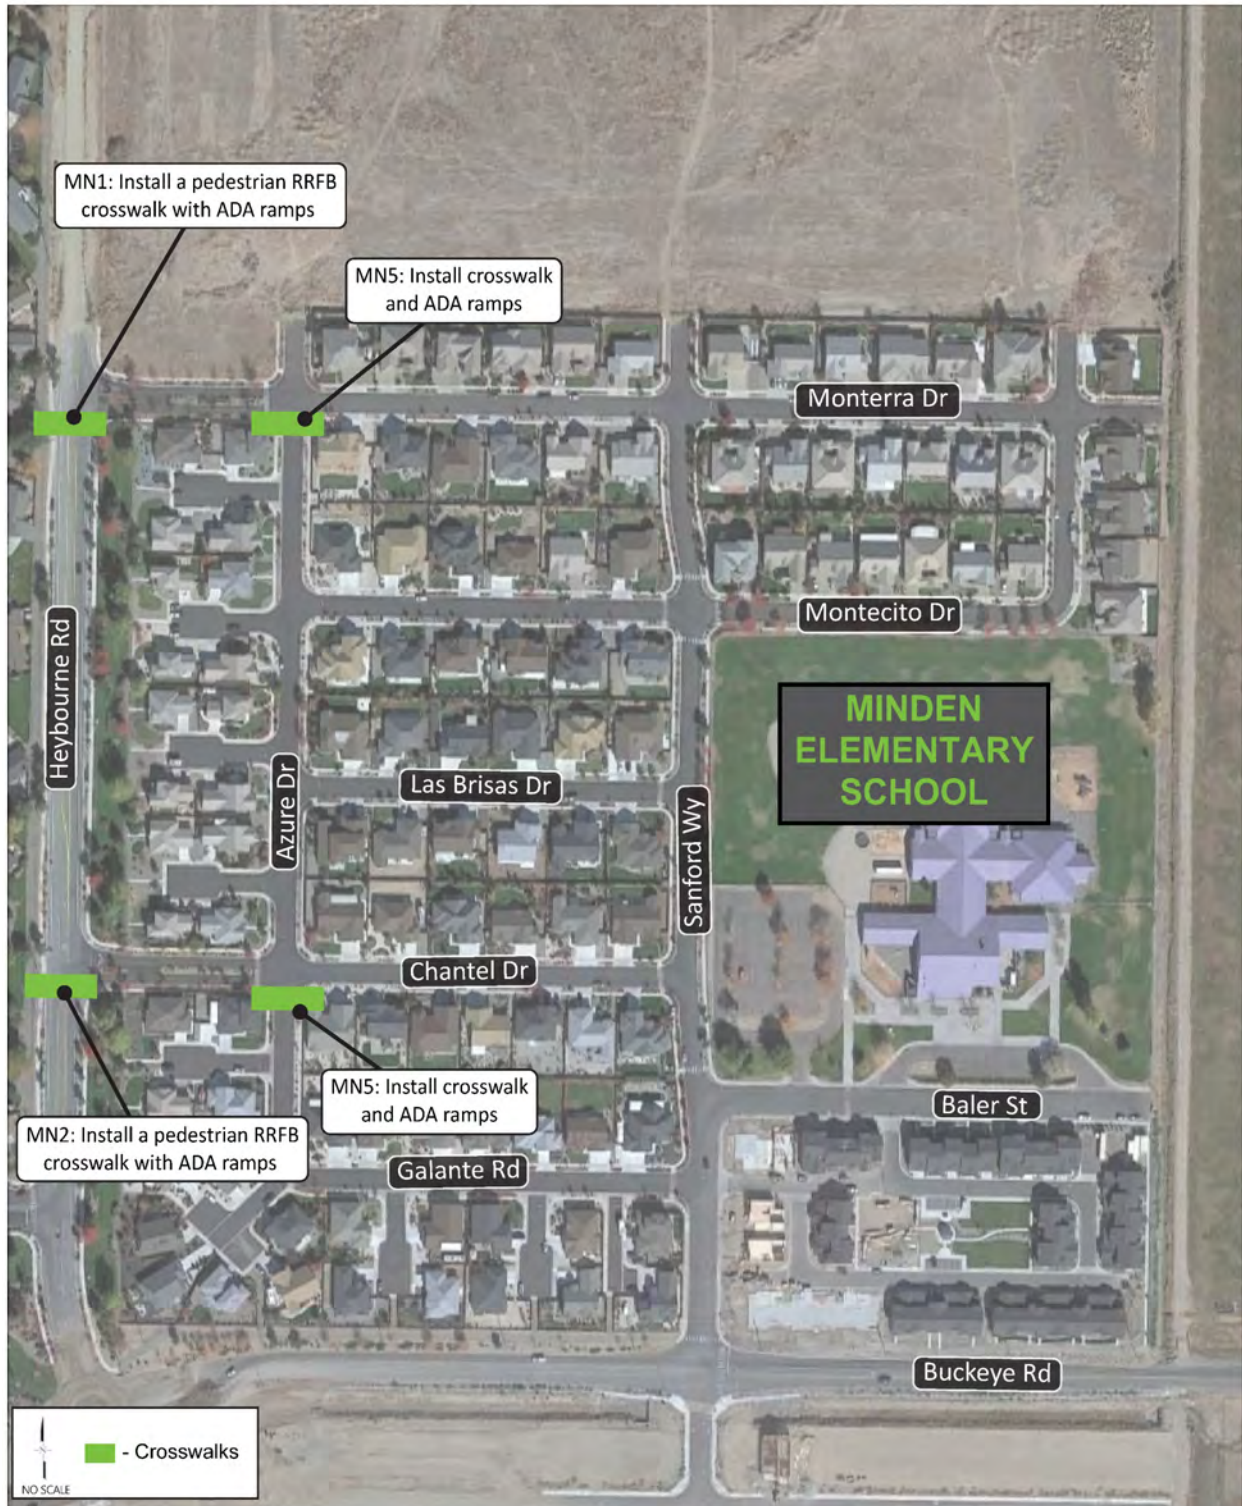 MN1: Install a pedestrian RRFB
crosswalk with ADA ramps
MN5: Install crosswalk
and ADA ramps
Monterra Dr
Montecito Dr
Heybourne Rd
MINDEN
ELEMENTARY
SCHOOL
Azure Dr
Las Brisas Dr
Sanford Wy
Chantel Dr
MN5: Install crosswalk
and ADA ramps
Baler St
MN2: Install a pedestrian RRFB
crosswalk with ADA ramps
Galante Rd
Buckeye Rd
- Crosswalks
NO SCALE